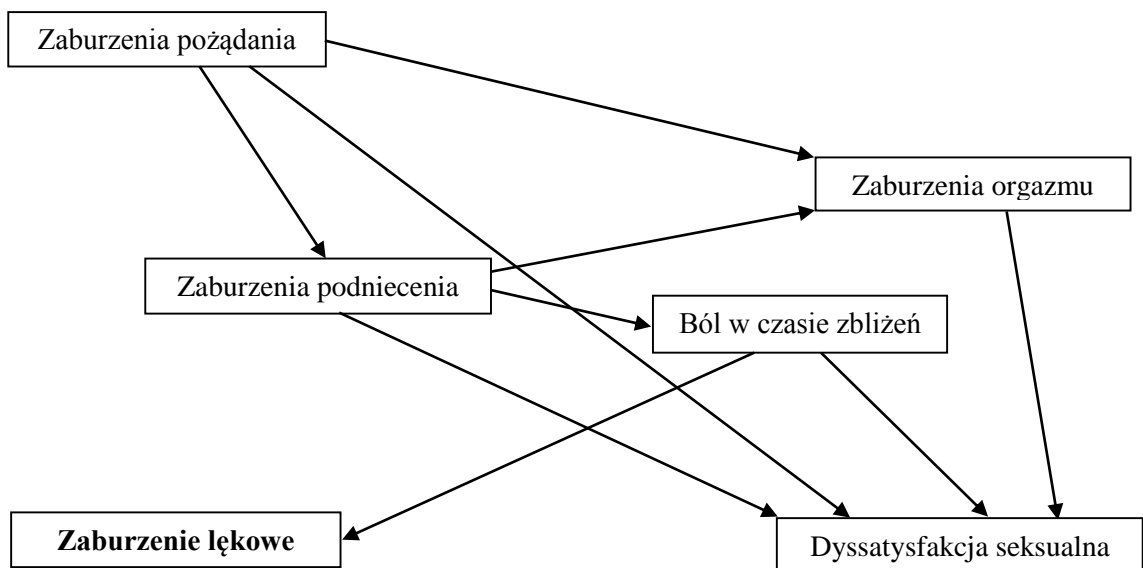 Zaburzenia pożądania
Zaburzenia orgazmu
Zaburzenia podniecenia
Ból w czasie zbliżeń
Zaburzenie lękowe
Dyssatysfakcja seksualna